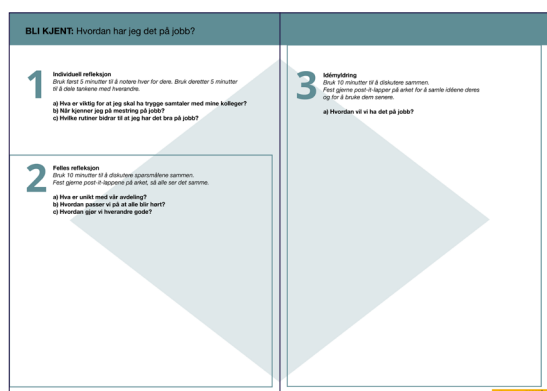 BLI KJENT: Hvordan har jeg det på jobb?
1
Individuell refleksjon
Bruk først 5 minutter til å notere hver for dere. Bruk deretter 5 minutter
til å dele tankene med hverandre.
a) Hva er viktig for at jeg skal ha trygge samtaler med mine kolleger?
b) Når kjenner jeg på mestring på jobb?
c) Hvilke rutiner bidrar til at jeg har det bra på jobb?
2
Felles refleksjon
Bruk 10 minutter til å diskutere spørsmålene sammen.
Fest gjerne post-it-lappene på arket, så alle ser det samme.
a) Hva er unikt med vår avdeling?
b) Hvordan passer vi på at alle blir hørt?
c) Hvordan gjør vi hverandre gode?
3
Idémyldring
Bruk 10 minutter til å diskutere sammen.
Fest gjerne post-it-lapper på arket for å samle idéene deres
og for å bruke dem senere.
a) Hvordan vil vi ha det på jobb?